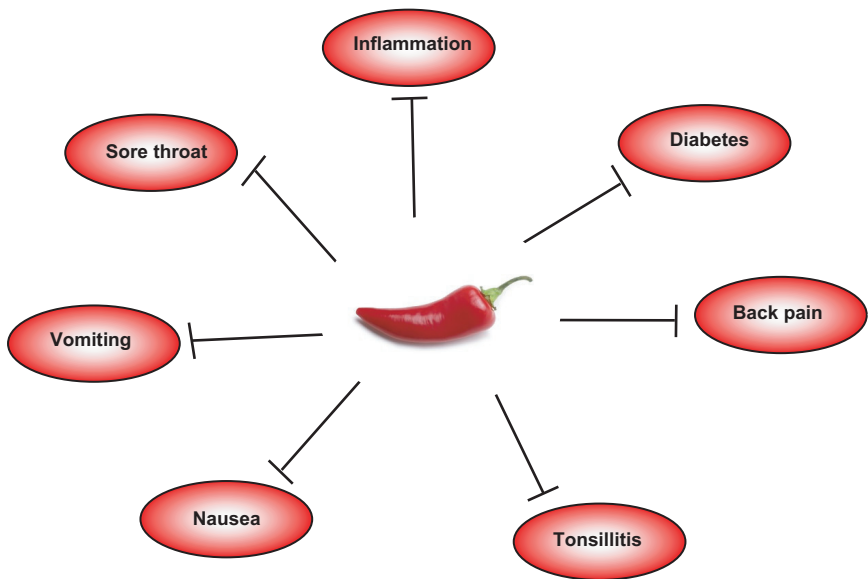 Inflammation
Diabetes
Sore throat
Back pain
Vomiting
Nausea
Tonsillitis